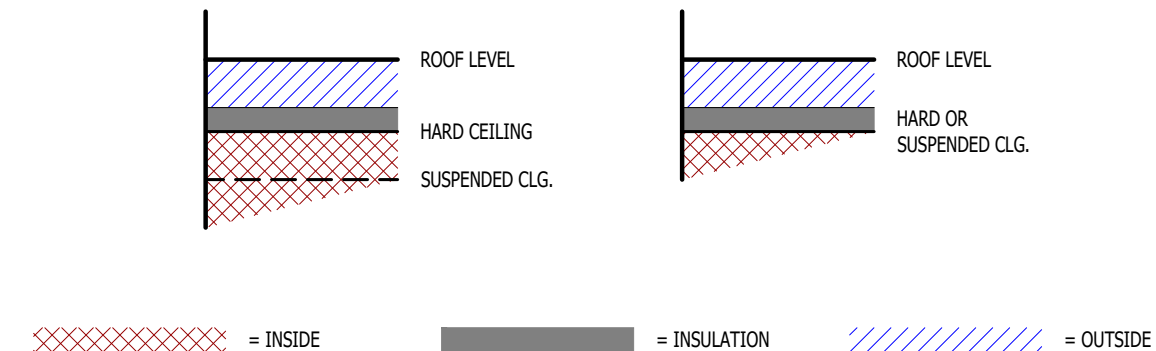 ROOF LEVEL
HARD CEILING
SUSPENDED CLG.
ROOF LEVEL
HARD OR
SUSPENDED CLG.
= INSIDE
= INSULATION
= OUTSIDE